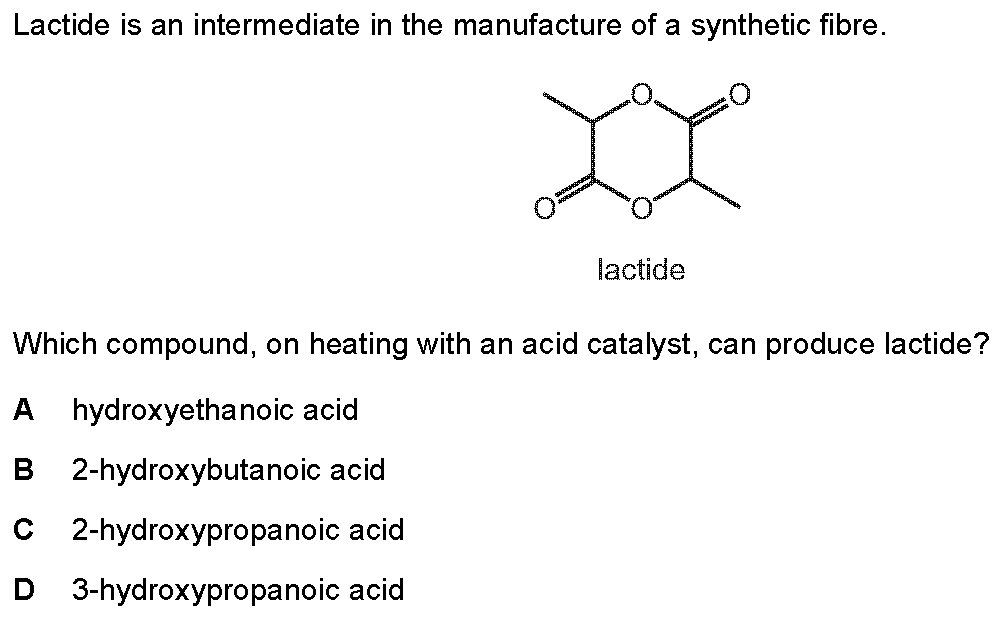 Lactide is an intermediate in the manufacture of a synthetic fibre.
O O
O O
lactide
Which compound, on heating with an acid catalyst, can produce lactide?
A hydroxyethanoic acid
B 2-hydroxybutanoic acid
C 2-hydroxypropanoic acid
D 3-hydroxypropanoic acid